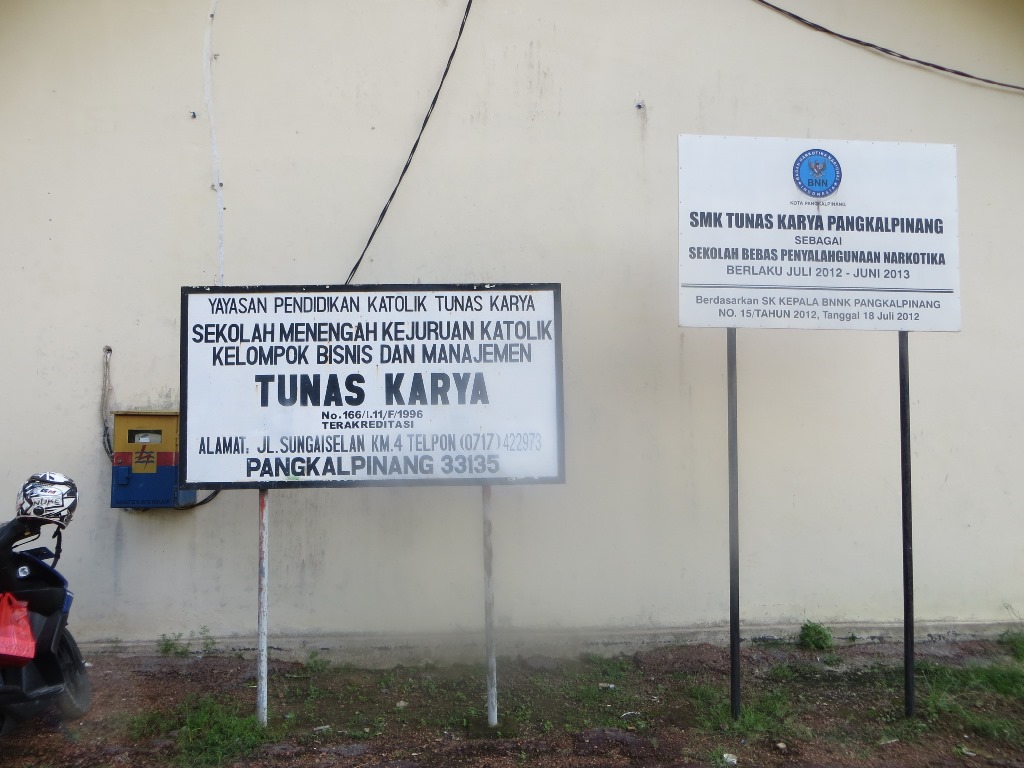 YAYASAN PENDIDIKAN KATOLIK TUNAS KARYA
SEKOLAH MENENGAH KEJURUAN KATOLIK
KELOMPOK BISNIS DAN MANAJEMEN
TUNAS KARYA
No.166/I.11/F/1996
TERAKREDITASI
ALAMAT: JL.SUNGAISELAN KM.4 TELPON (0717) 422973
PANGKALPINANG 33135
BNN
KOTA PANGKALPINANG
SMK TUNAS KARYA PANGKALPINANG
SEBAGAI
SEKOLAH BEBAS PENYALAHGUNAAN NARKOTIKA
BERLAKU JULI 2012 - JUNI 2013
Berdasarkan SK KEPALA BNNK PANGKALPINANG
NO. 15/TAHUN 2012, Tanggal 18 Juli 2012